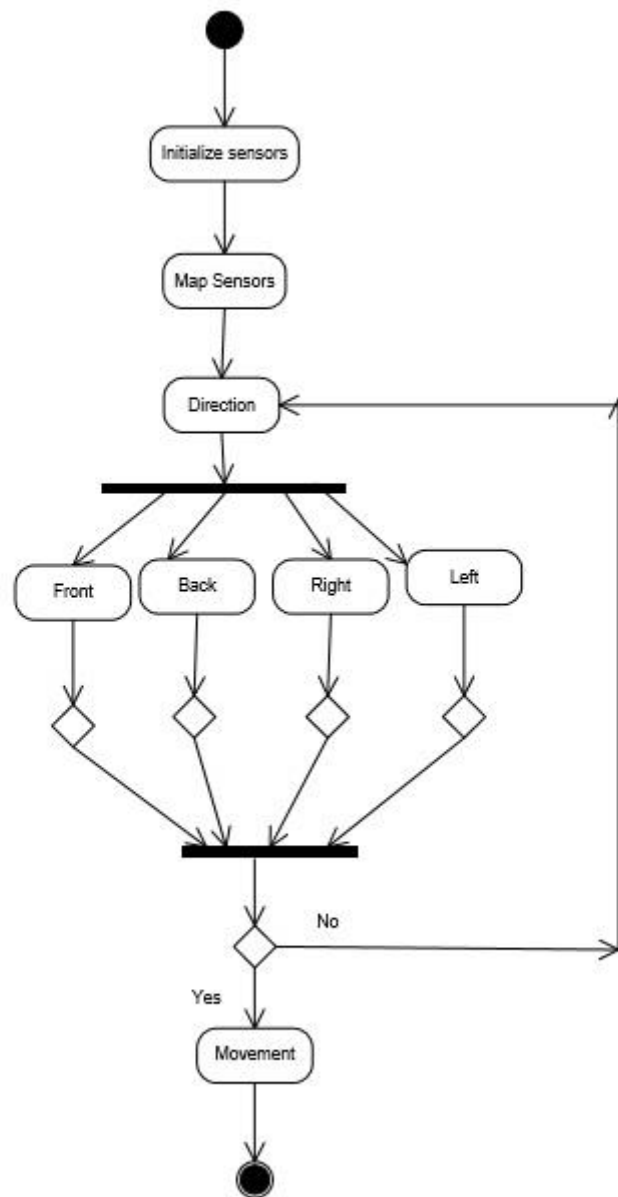 Initialize sensors
Map Sensors
Direction
Front
Back
Right
Left
No
Yes
Movement